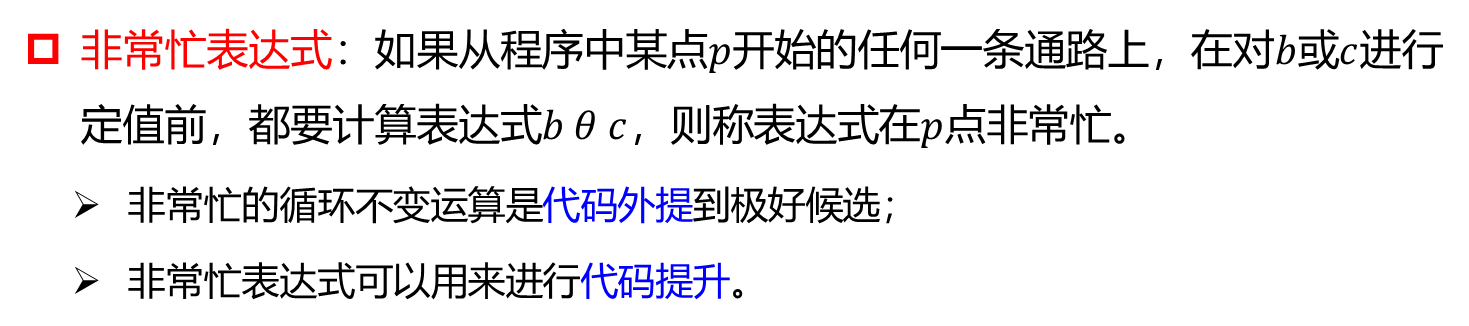 非常忙表达式：如果从程序中某点p开始的任何一条通路上，在对b或c进行
定值前，都要计算表达式b θ c，则称表达式在p点非常忙。
➢ 非常忙的循环不变运算是代码外提到极好候选；
➢ 非常忙表达式可以用来进行代码提升。